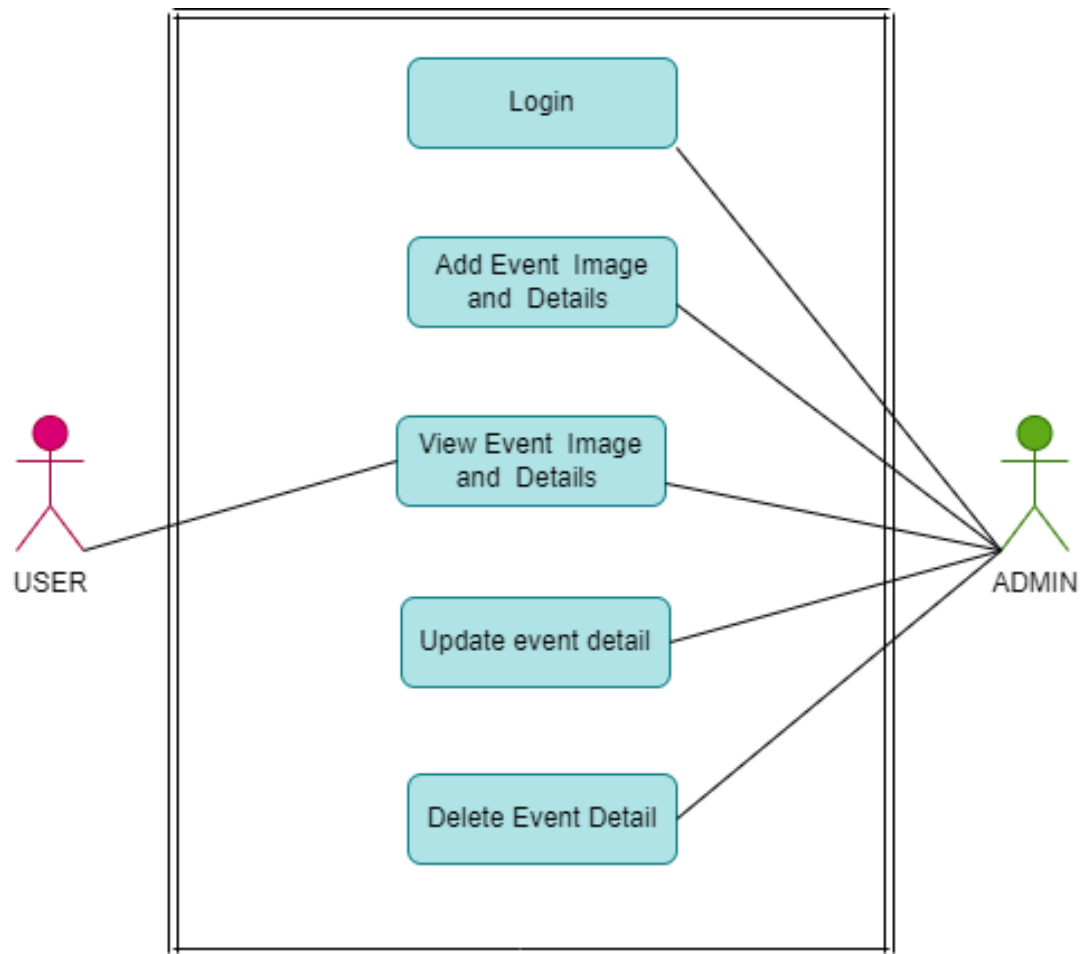 Login
Add Event Image
and Details
View Event Image
and Details
USER
ADMIN
Update event detail
Delete Event Detail